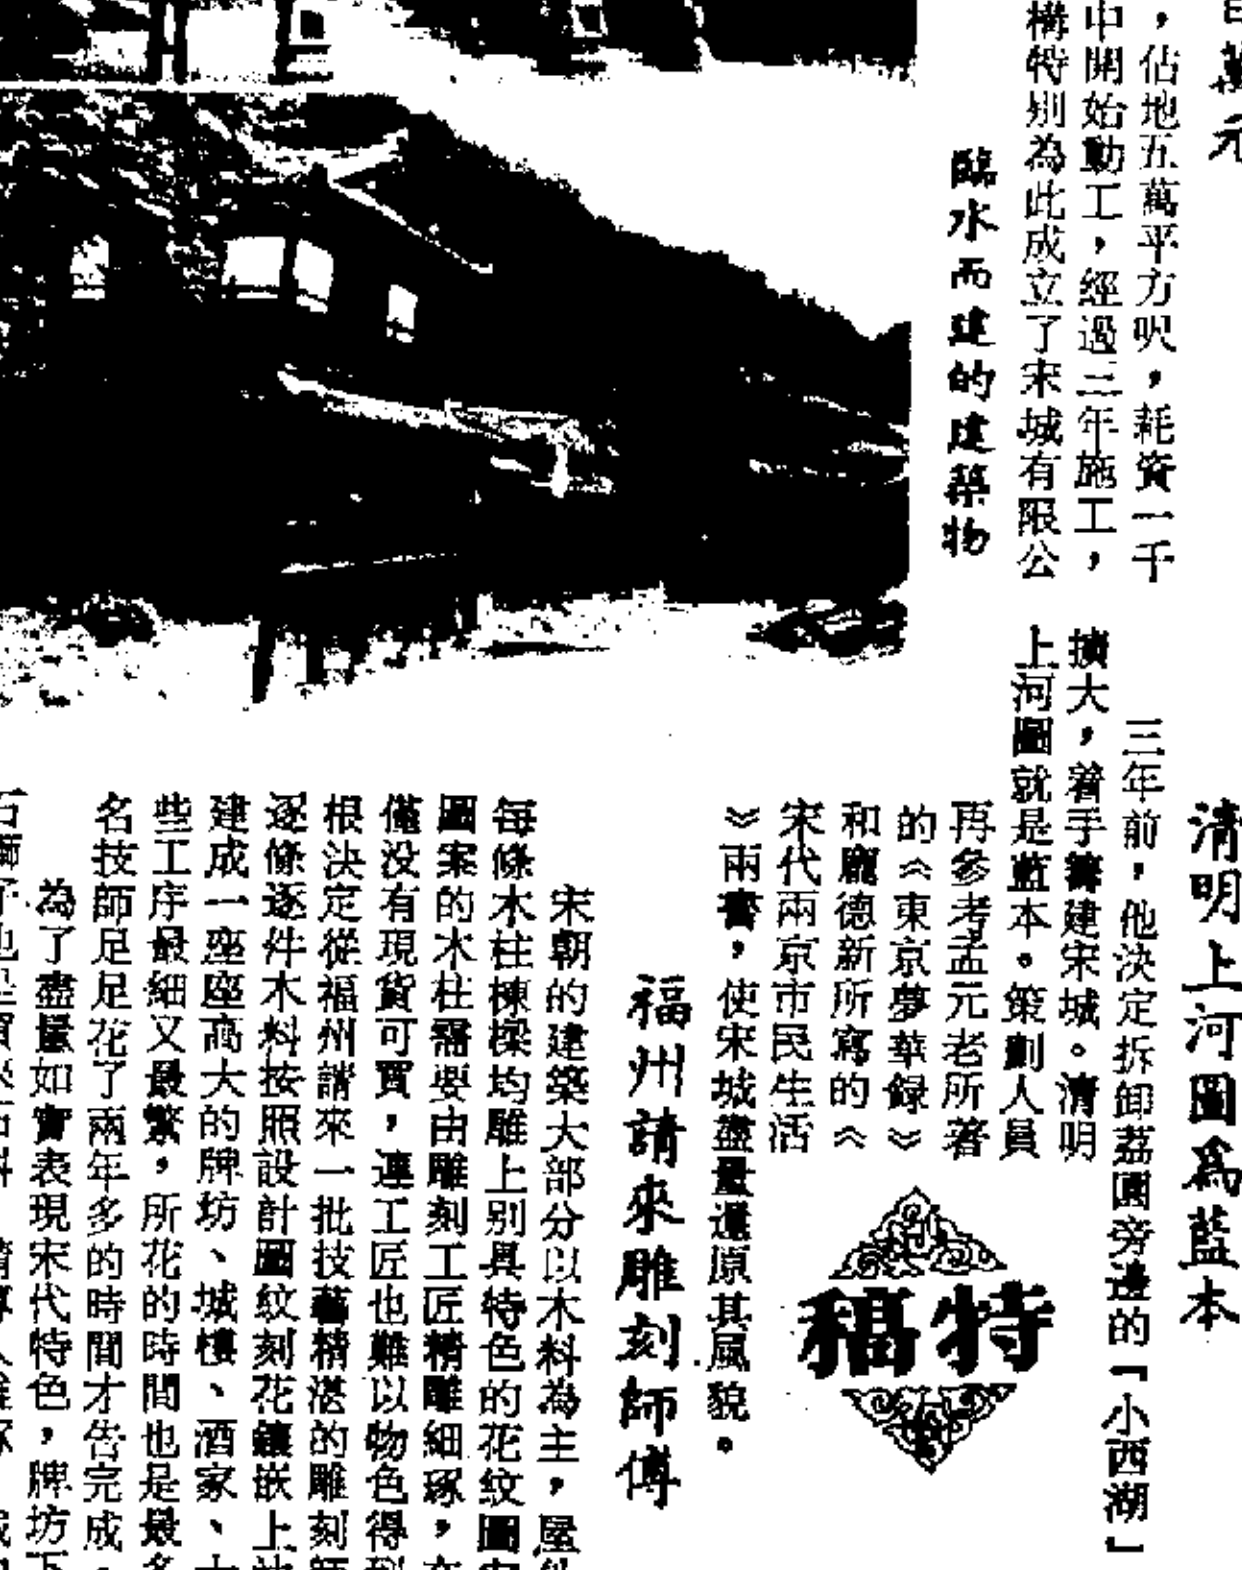 ，佔地五萬平方呎，耗資一千
中開始動工，經過三年施工，
構特別為此成立了宋城有限公
臨水而建的建築物
清明上河圖為藍本
三年前，他決定拆卸荔園旁邊的「小西湖」
擴大，着手籌建宋城。清明
上河圖就是藍本。策劃人員
再參考孟元老所著
的《東京夢華録》
和龐德新所寫的《
宋代兩京市民生活
》兩書，使宋城盡量還原其風貌。
特稿
福州請來雕刻師傅
宋朝的建築大部分以木料為主，屋
每條木柱棟樑均雕上別具特色的花紋圖
圖案的木柱需要由雕刻工匠精雕細琢，在
僅没有現貨可買，連工匠也難以物色得到
根決定從福州請來一批技藝精湛的雕刻師
逐條逐件木料按照設計圖紋刻花鑲嵌上
建成一座座高大的牌坊、城樓、酒家、
些工序最細又最繁，所花的時間也是最多
名技師足足花了兩年多的時間才告完成，
為了盡量如實表現宋代特色，牌坊下